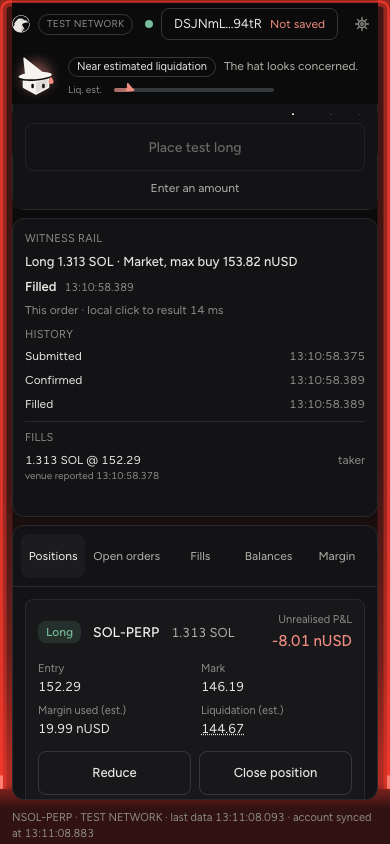 TEST NETWORK
DSJNmL...94tR Not saved
Near estimated liquidation The hat looks concerned.
Liq. est.
Place test long
Enter an amount
WITNESS RAIL
Long 1.313 SOL · Market, max buy 153.82 nUSD
Filled 13:10:58.389
This order · local click to result 14 ms
HISTORY
Submitted 13:10:58.375
Confirmed 13:10:58.389
Filled 13:10:58.389
FILLS
1.313 SOL @ 152.29 taker
venue reported 13:10:58.378
Positions Open orders Fills Balances Margin
Unrealised P&L
Long SOL-PERP 1.313 SOL -8.01 nUSD
Entry Mark
152.29 146.19
Margin used (est.) Liquidation (est.)
19.99 nUSD 144.67
Reduce Close position
NSOL-PERP · TEST NETWORK · last data 13:11:08.093 · account synced
at 13:11:08.883